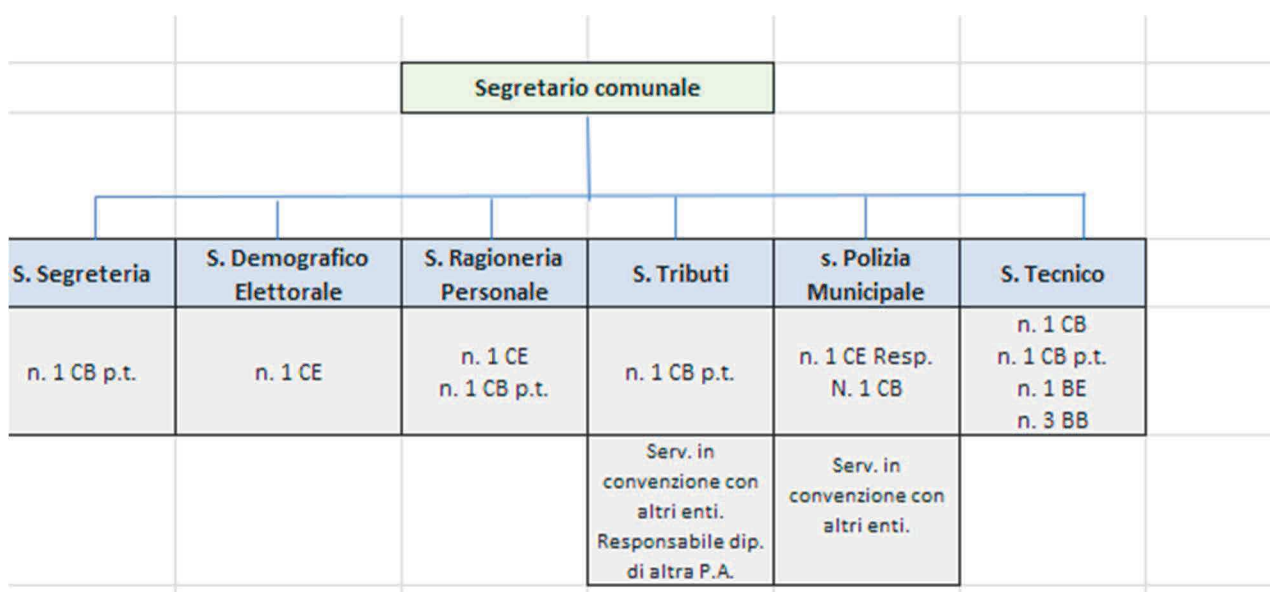 Segretario comunale
S. Segreteria
S. Demografico
Elettorale
S. Ragioneria
Personale
S. Tributi
s. Polizia
Municipale
S. Tecnico
n. 1 CB p.t.
n. 1 CE
n. 1 CE
n. 1 CB p.t.
n. 1 CB p.t.
n. 1 CE Resp.
N. 1 CB
n. 1 CB
n. 1 CB p.t.
n. 1 BE
n. 3 BB
Serv. in
convenzione con
altri enti.
Responsabile dip.
di altra P.A.
Serv. in
convenzione con
altri enti.